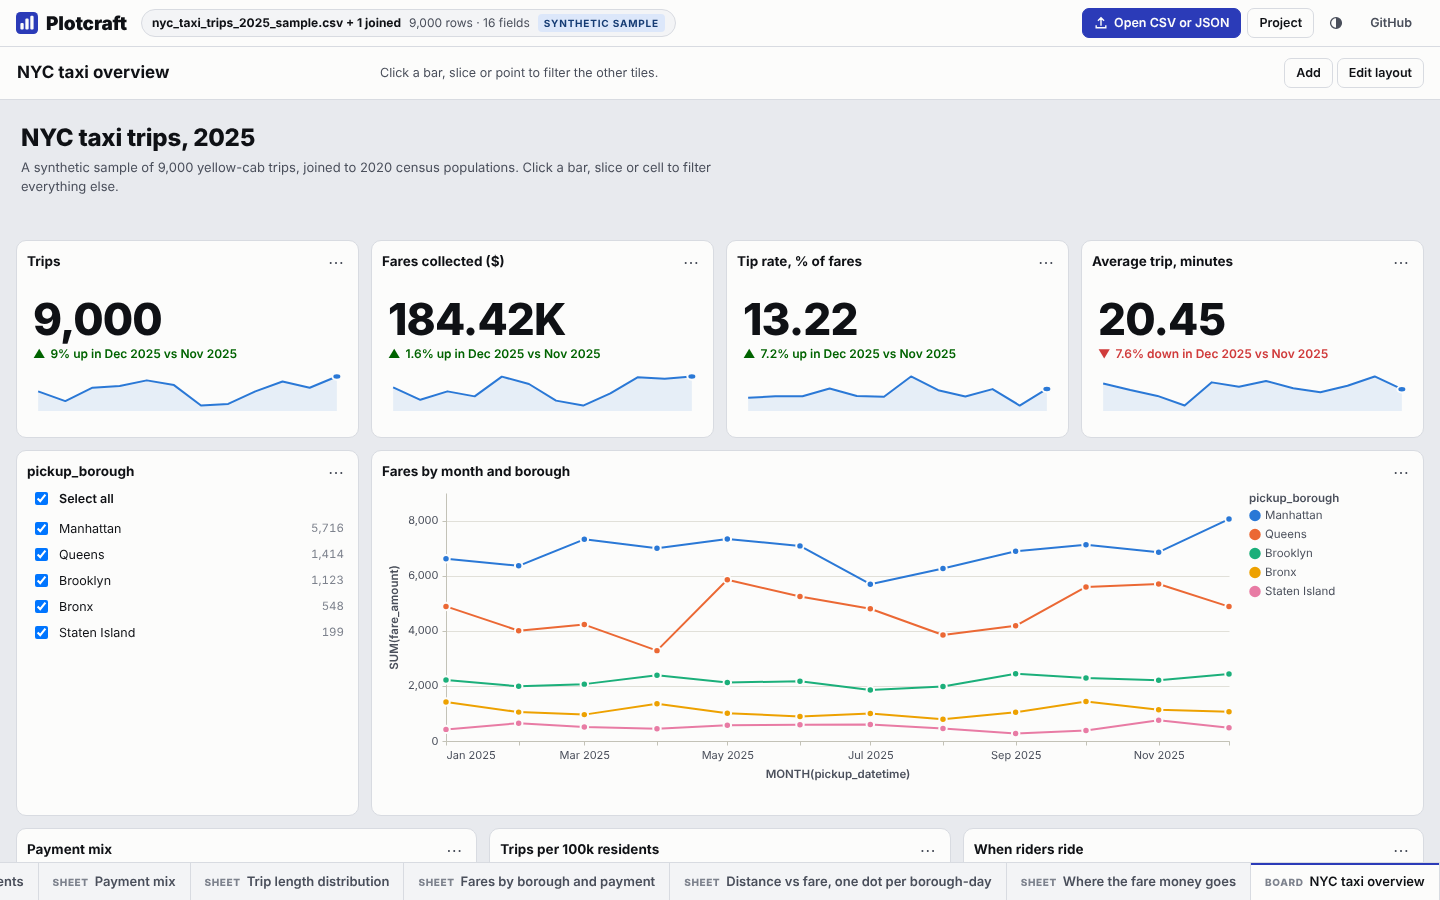 Plotcraft
nyc_taxi_trips_2025_sample.csv + 1 joined 9,000 rows · 16 fields SYNTHETIC SAMPLE
Open CSV or JSON
Project
GitHub
NYC taxi overview
Click a bar, slice or point to filter the other tiles.
Add
Edit layout
NYC taxi trips, 2025
A synthetic sample of 9,000 yellow-cab trips, joined to 2020 census populations. Click a bar, slice or cell to filter
everything else.
Trips
9,000
▲ 9% up in Dec 2025 vs Nov 2025
Fares collected ($)
184.42K
▲ 1.6% up in Dec 2025 vs Nov 2025
Tip rate, % of fares
13.22
▲ 7.2% up in Dec 2025 vs Nov 2025
Average trip, minutes
20.45
▼ 7.6% down in Dec 2025 vs Nov 2025
pickup_borough
Select all
Manhattan 5,716
Queens 1,414
Brooklyn 1,123
Bronx 548
Staten Island 199
Fares by month and borough
SUM(fare_amount)
8,000
6,000
4,000
2,000
0
Jan 2025 Mar 2025 May 2025 Jul 2025 Sep 2025 Nov 2025
MONTH(pickup_datetime)
pickup_borough
Manhattan
Queens
Brooklyn
Bronx
Staten Island
Payment mix
Trips per 100k residents
When riders ride
ents
SHEET Payment mix
SHEET Trip length distribution
SHEET Fares by borough and payment
SHEET Distance vs fare, one dot per borough-day
SHEET Where the fare money goes
BOARD NYC taxi overview